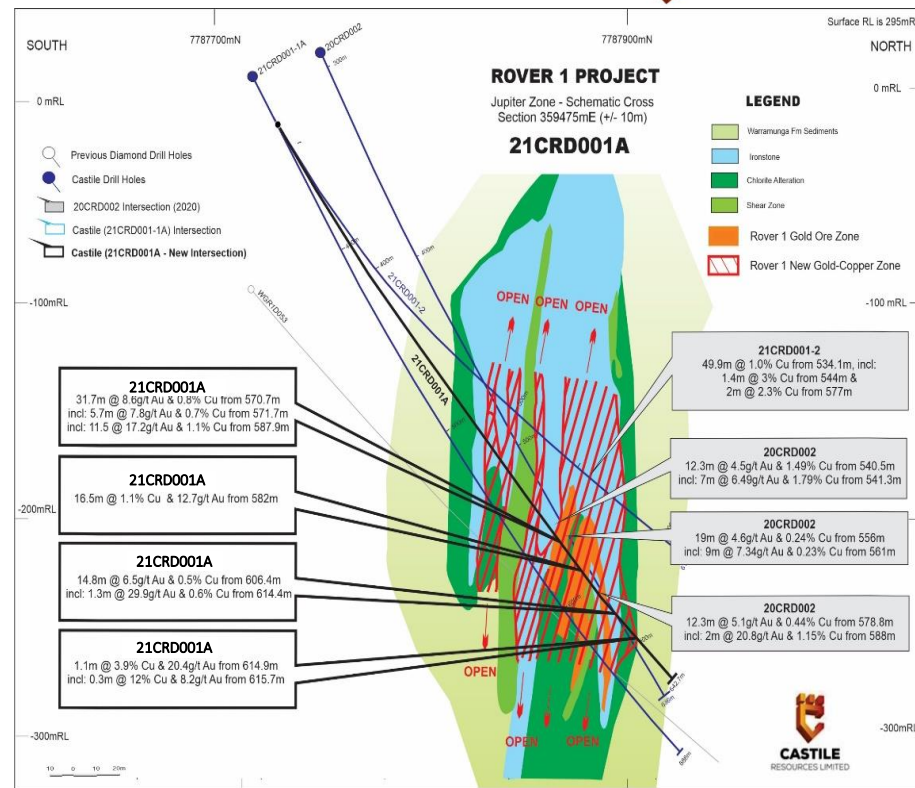 Surface RL is 295mR
SOUTH
7787700mN
7787900mN
NORTH
21CRD001-1A
20CRD002
300m
0 mRL
0 mRL
ROVER 1 PROJECT
Jupiter Zone - Schematic Cross
Section 359475mE (+/- 10m)
21CRD001A
LEGEND
Warramunga Fm Sediments
Ironstone
Chlorite Alteration
Shear Zone
Rover 1 Gold Ore Zone
Rover 1 New Gold-Copper Zone
Previous Diamond Drill Holes
Castile Drill Holes
20CRD002 Intersection (2020)
Castile (21CRD001-1A) Intersection
Castile (21CRD001A - New Intersection)
400m
400m
21CRD001-2
WGR1D053
21CRD001A
-100mRL
-100 mRL
OPEN OPEN OPEN
21CRD001-2
49.9m @ 1.0% Cu from 534.1m, incl:
1.4m @ 3% Cu 544m &
2m @ 2.3% Cu 577m
21CRD001A
31.7m @ 8.6g/t Au & 0.8% Cu from 570.7m
incl: 5.7m @ 7.8g/t Au & 0.7% Cu from 571.7m
incl: 11.5 @ 17.2g/t Au & 1.1% Cu from 587.9m
20CRD002
12.3m @ 4.5g/t Au & 1.49% Cu from 540.5m
incl: 7m @ 6.49g/t Au & 1.79% Cu from 541.3m
21CRD001A
16.5m @ 1.1% Cu & 12.7g/t Au from 582m
-200mRL
-200mRL
20CRD002
19m @ 4.6g/t Au & 0.24% Cu from 556m
incl: 9m @ 7.34g/t Au & 0.23% Cu from 561m
21CRD001A
14.8m @ 6.5g/t Au & 0.5% Cu from 606.4m
incl: 1.3m @ 29.9g/t Au & 0.6% Cu from 614.4m
20CRD002
12.3m @ 5.1g/t Au & 0.44% Cu from 578.8m
incl: 2m @ 20.8g/t Au & 1.15% Cu from 588m
21CRD001A
1.1m @ 3.9% Cu & 20.4g/t Au from 614.9m
incl: 0.3m @ 12% Cu & 8.2g/t Au from 615.7m
OPEN
642.7m
OPEN
OPEN
-300mRL
-300mRL
CASTILE
RESOURCES LIMITED
10 0 10 20m